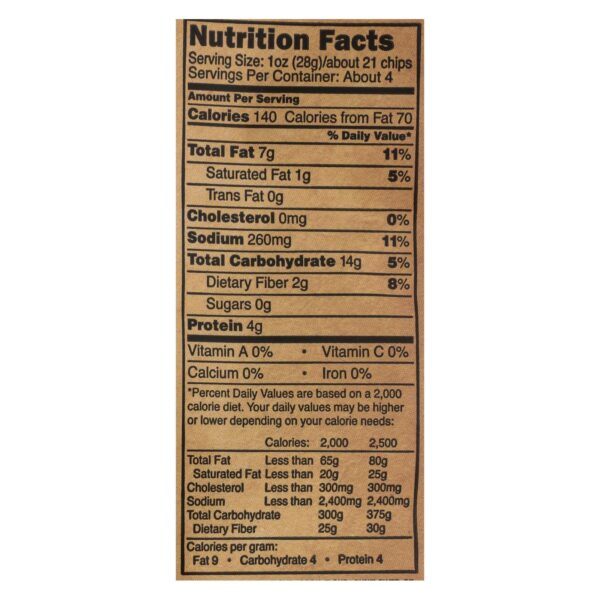 Nutrition Facts
Serving Size: 1oz (28g)/about 21 chips
Servings Per Container: About 4
Amount Per Serving
Calories 140 Calories from Fat 70
% Daily Value*
Total Fat 7g 11%
Saturated Fat 1g 5%
Trans Fat 0g
Cholesterol 0mg 0%
Sodium 260mg 11%
Total Carbohydrate 14g 5%
Dietary Fiber 2g 8%
Sugars 0g
Protein 4g
Vitamin A 0% • Vitamin C 0%
Calcium 0% • Iron 0%
*Percent Daily Values are based on a 2,000
calorie diet. Your daily values may be higher
or lower depending on your calorie needs:
Calories: 2,000 2,500
Total Fat Less than 65g 80g
Saturated Fat Less than 20g 25g
Cholesterol Less than 300mg 300mg
Sodium Less than 2,400mg 2,400mg
Total Carbohydrate 300g 375g
Dietary Fiber 25g 30g
Calories per gram:
Fat 9 • Carbohydrate 4 • Protein 4